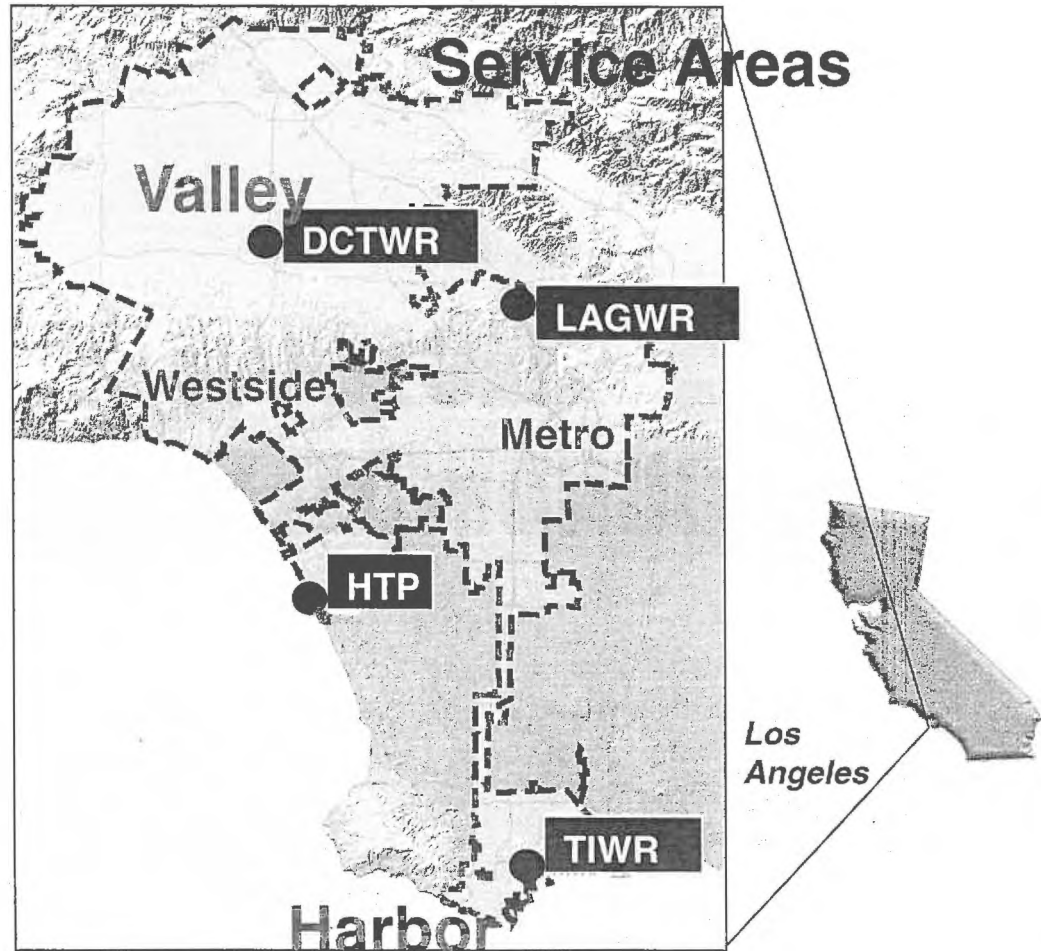 Service Areas
Valley
DCTWR
LAGWR
Westside
Metro
HTP
Los
Angeles
TIWR
Harbor